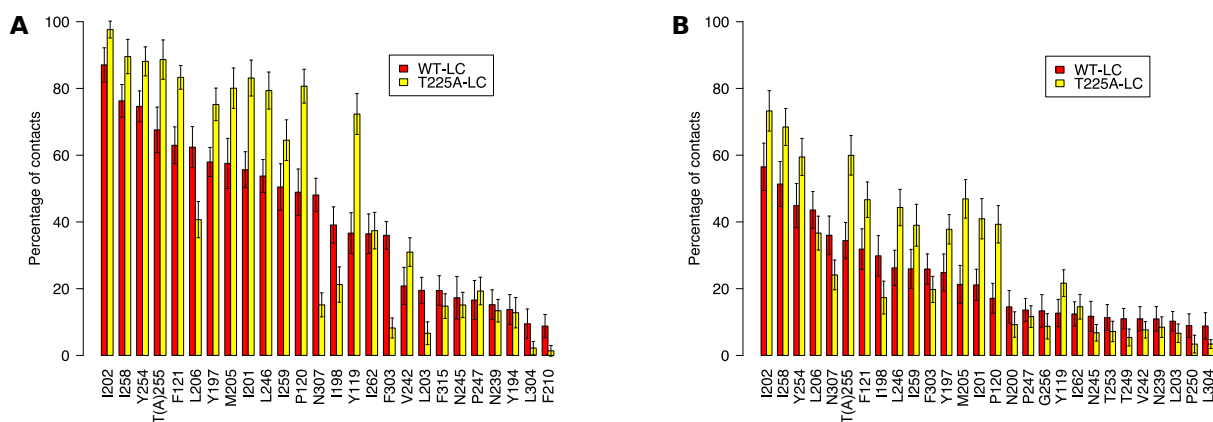 A
Percentage of contacts
100
80
60
40
20
0
WT-LC
T225A-LC
I202
I258
Y254
T(A)255
F121
L206
Y197
M205
I201
L246
I259
P120
N307
I198
Y119
I262
F303
V242
L203
F315
N245
P247
N239
Y194
L304
F210
B
Percentage of contacts
100
80
60
40
20
0
WT-LC
T225A-LC
I202
I258
Y254
L206
N307
T(A)255
F121
I198
L246
I259
F303
Y197
M205
I201
P120
N200
P247
G256
Y119
I262
N245
T253
T249
V242
N239
L203
P250
L304